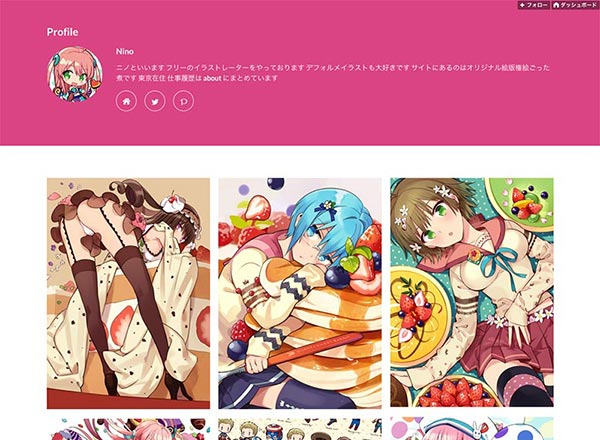 フォロー ダッシュボード
Profile
Nino
ニノといいます フリーのイラストレーターをやっております デフォルメイラストも大好きです サイトにあるのはオリジナル絵版権絵ごった
煮です 東京在住 仕事履歴は about にまとめています